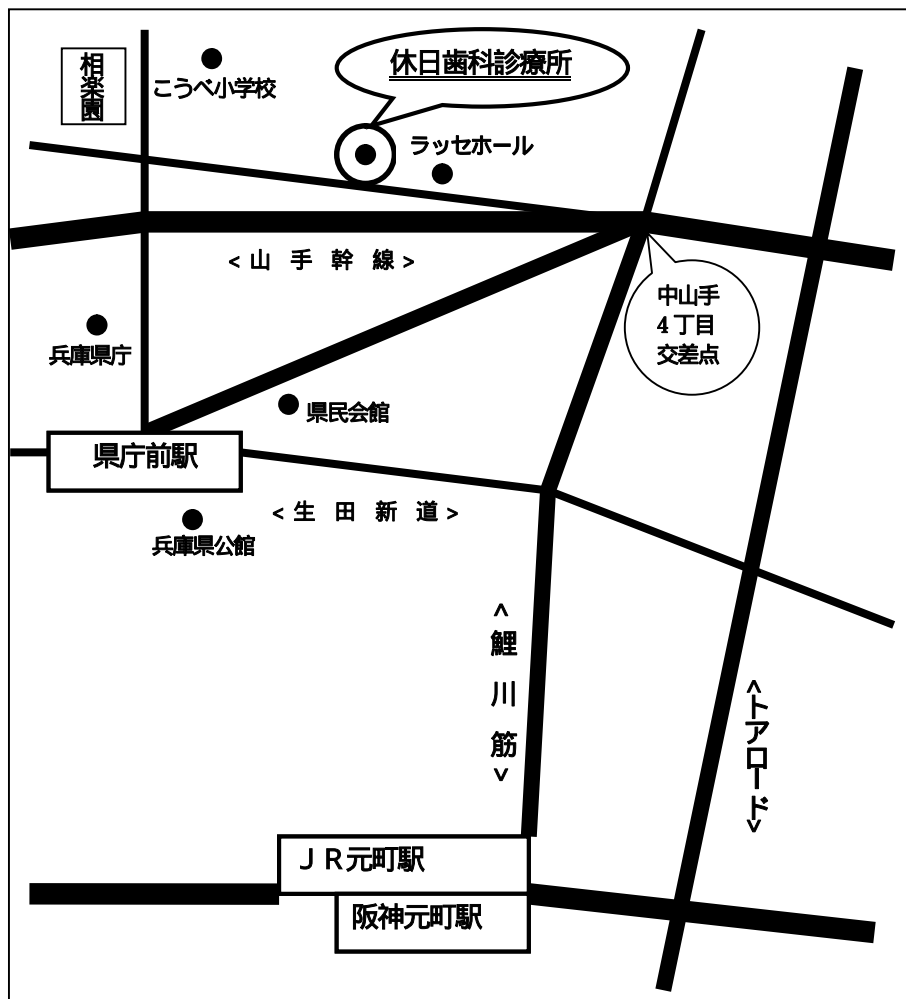 相楽園
こうべ小学校
休日歯科診療所
ラッセホール
<山 手 幹 線>
中山手
4丁目
交差点
兵庫県庁
県民会館
県庁前駅
<生 田 新 道>
兵庫県公館
<鯉 川 筋>
<トアロード>
JR元町駅
阪神元町駅